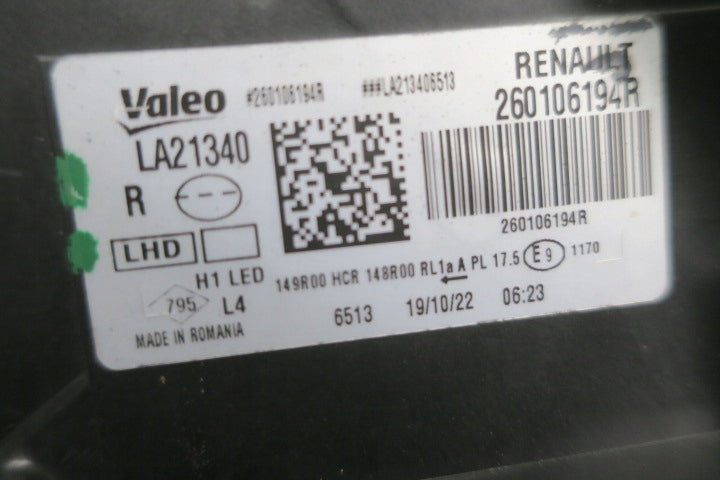 Valeo #260106194R ###LA213406513 RENAULT
260106194R
LA21340
R
260106194R
LHD
H1 LED 149R00 HCR 148R00 RL1a A PL 17.5 E9 1170
795 L4 6513 19/10/22 06:23
MADE IN ROMANIA